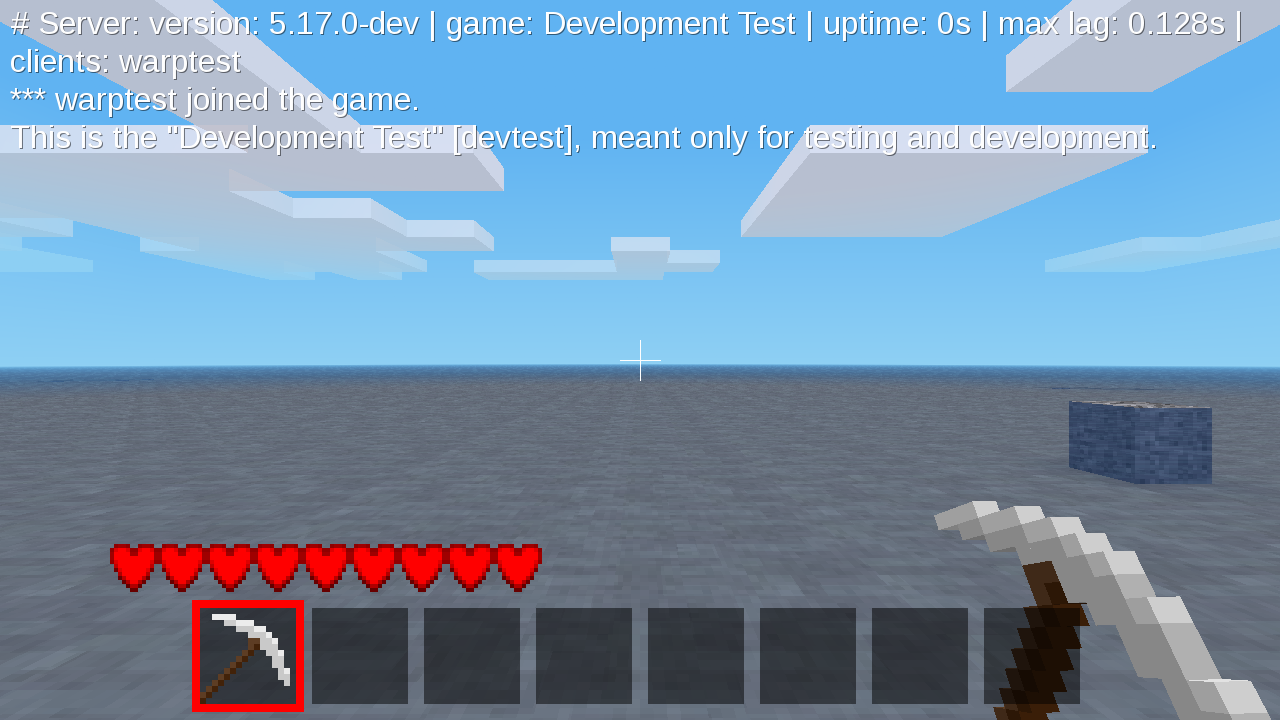 # Server: version: 5.17.0-dev | game: Development Test | uptime: 0s | max lag: 0.128s |
clients: warptest
*** warptest joined the game.
This is the "Development Test" [devtest], meant only for testing and development.